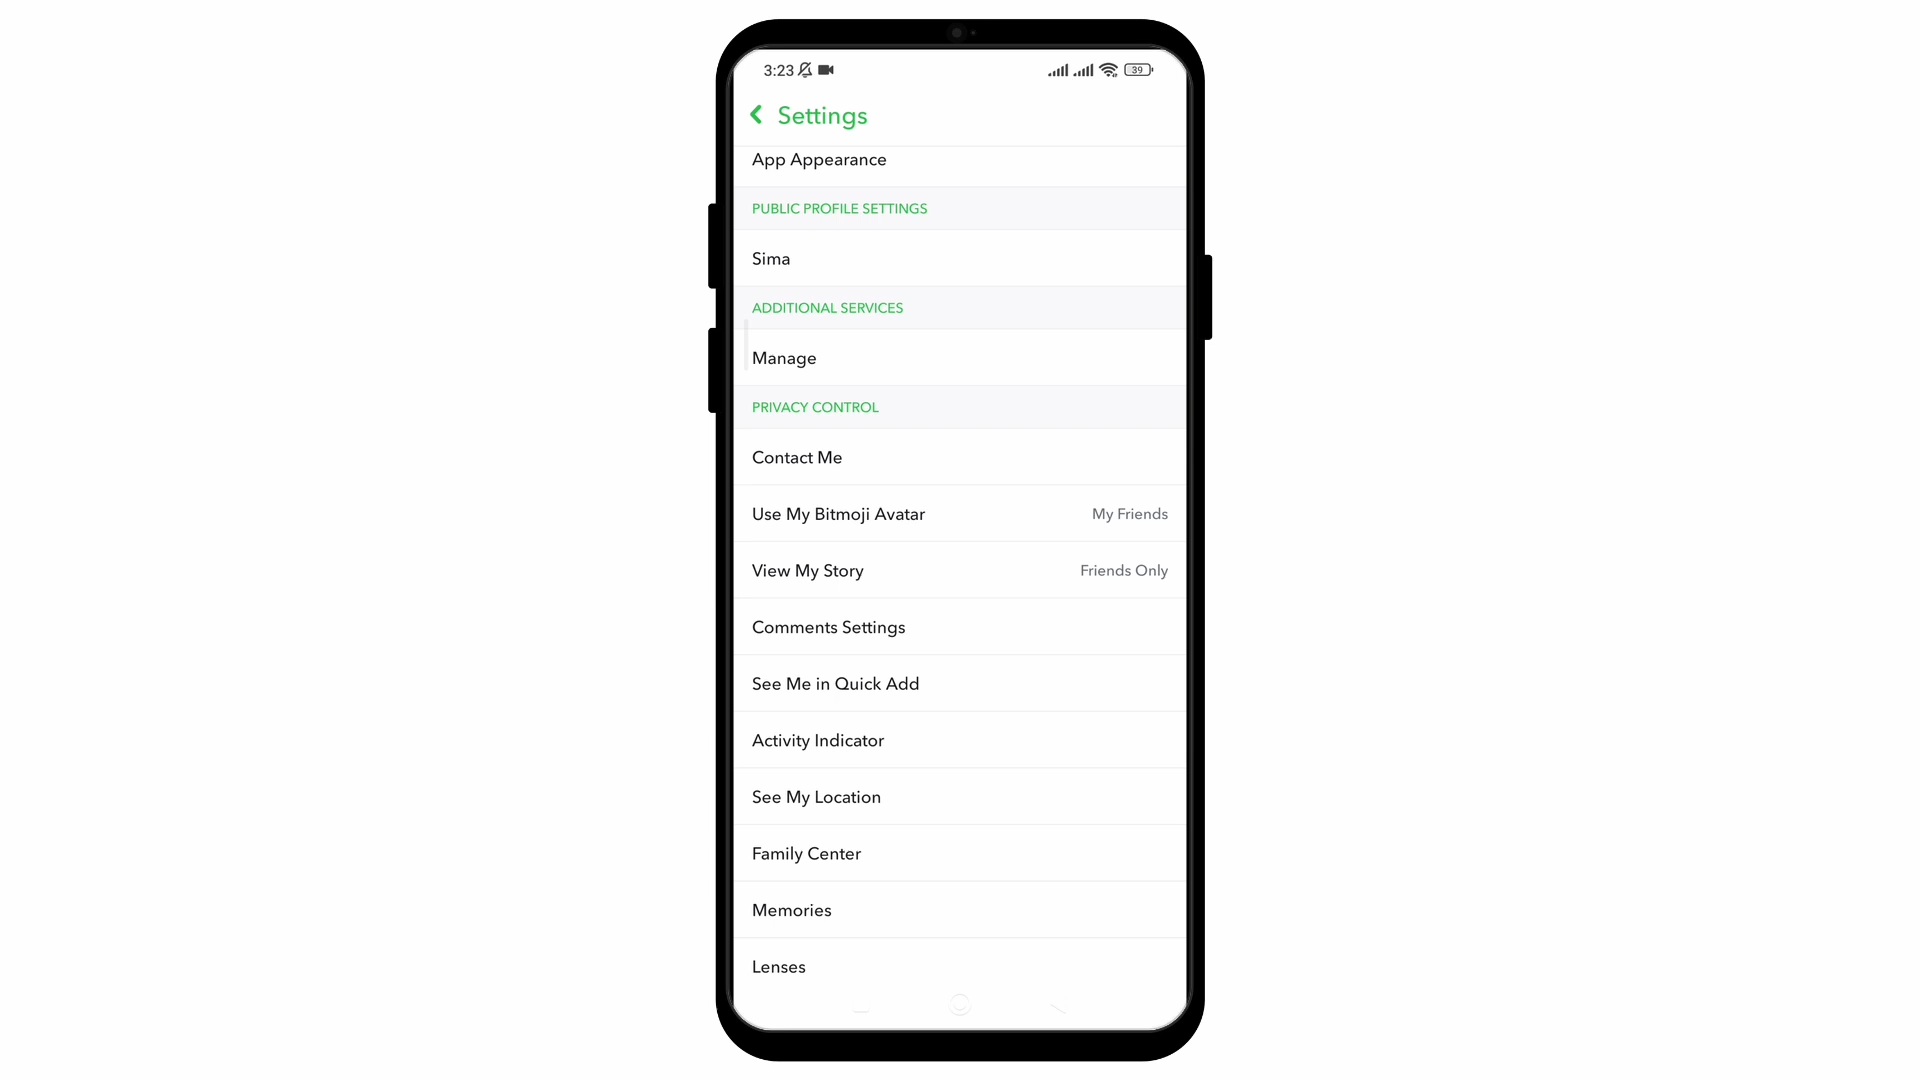 3:23 39
Settings
App Appearance
PUBLIC PROFILE SETTINGS
Sima
ADDITIONAL SERVICES
Manage
PRIVACY CONTROL
Contact Me
Use My Bitmoji Avatar My Friends
View My Story Friends Only
Comments Settings
See Me in Quick Add
Activity Indicator
See My Location
Family Center
Memories
Lenses